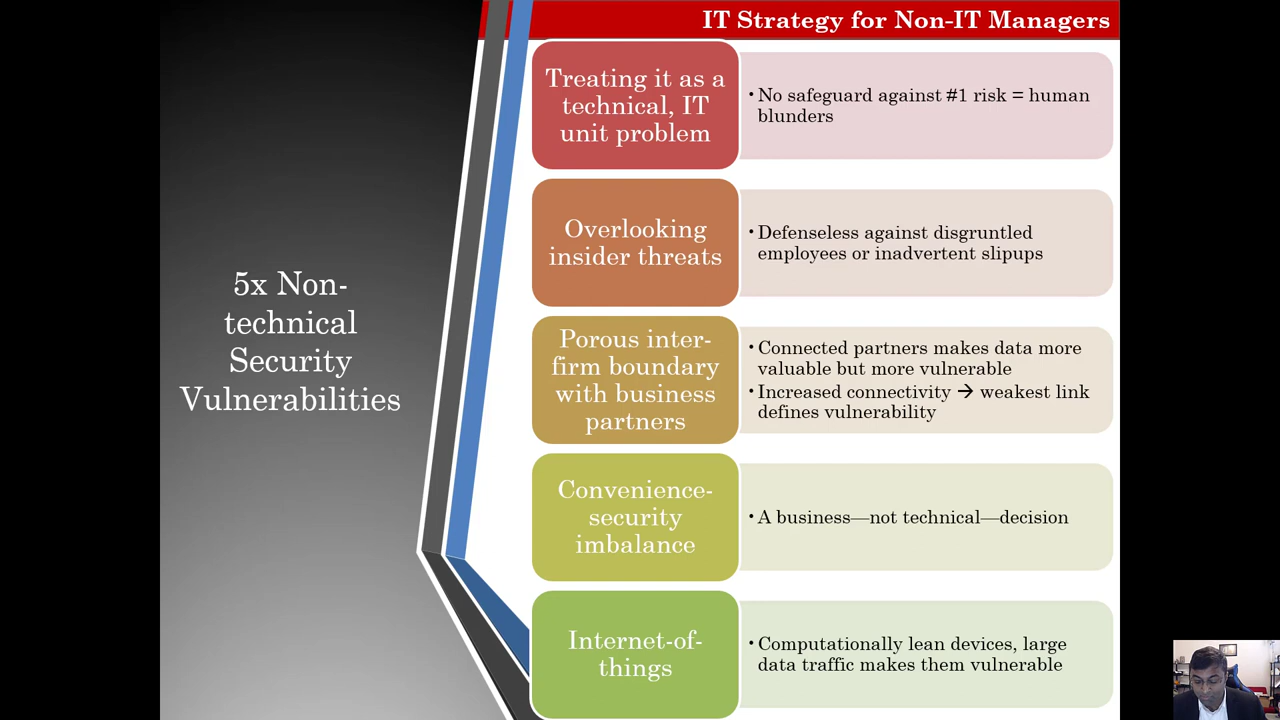 IT Strategy for Non-IT Managers
5x Non-
technical
Security
Vulnerabilities
Treating it as a
technical, IT
unit problem
• No safeguard against #1 risk = human
blunders
Overlooking
insider threats
• Defenseless against disgruntled
employees or inadvertent slipups
Porous inter-
firm boundary
with business
partners
• Connected partners makes data more
valuable but more vulnerable
• Increased connectivity → weakest link
defines vulnerability
Convenience-
security
imbalance
• A business—not technical—decision
Internet-of-
things
• Computationally lean devices, large
data traffic makes them vulnerable